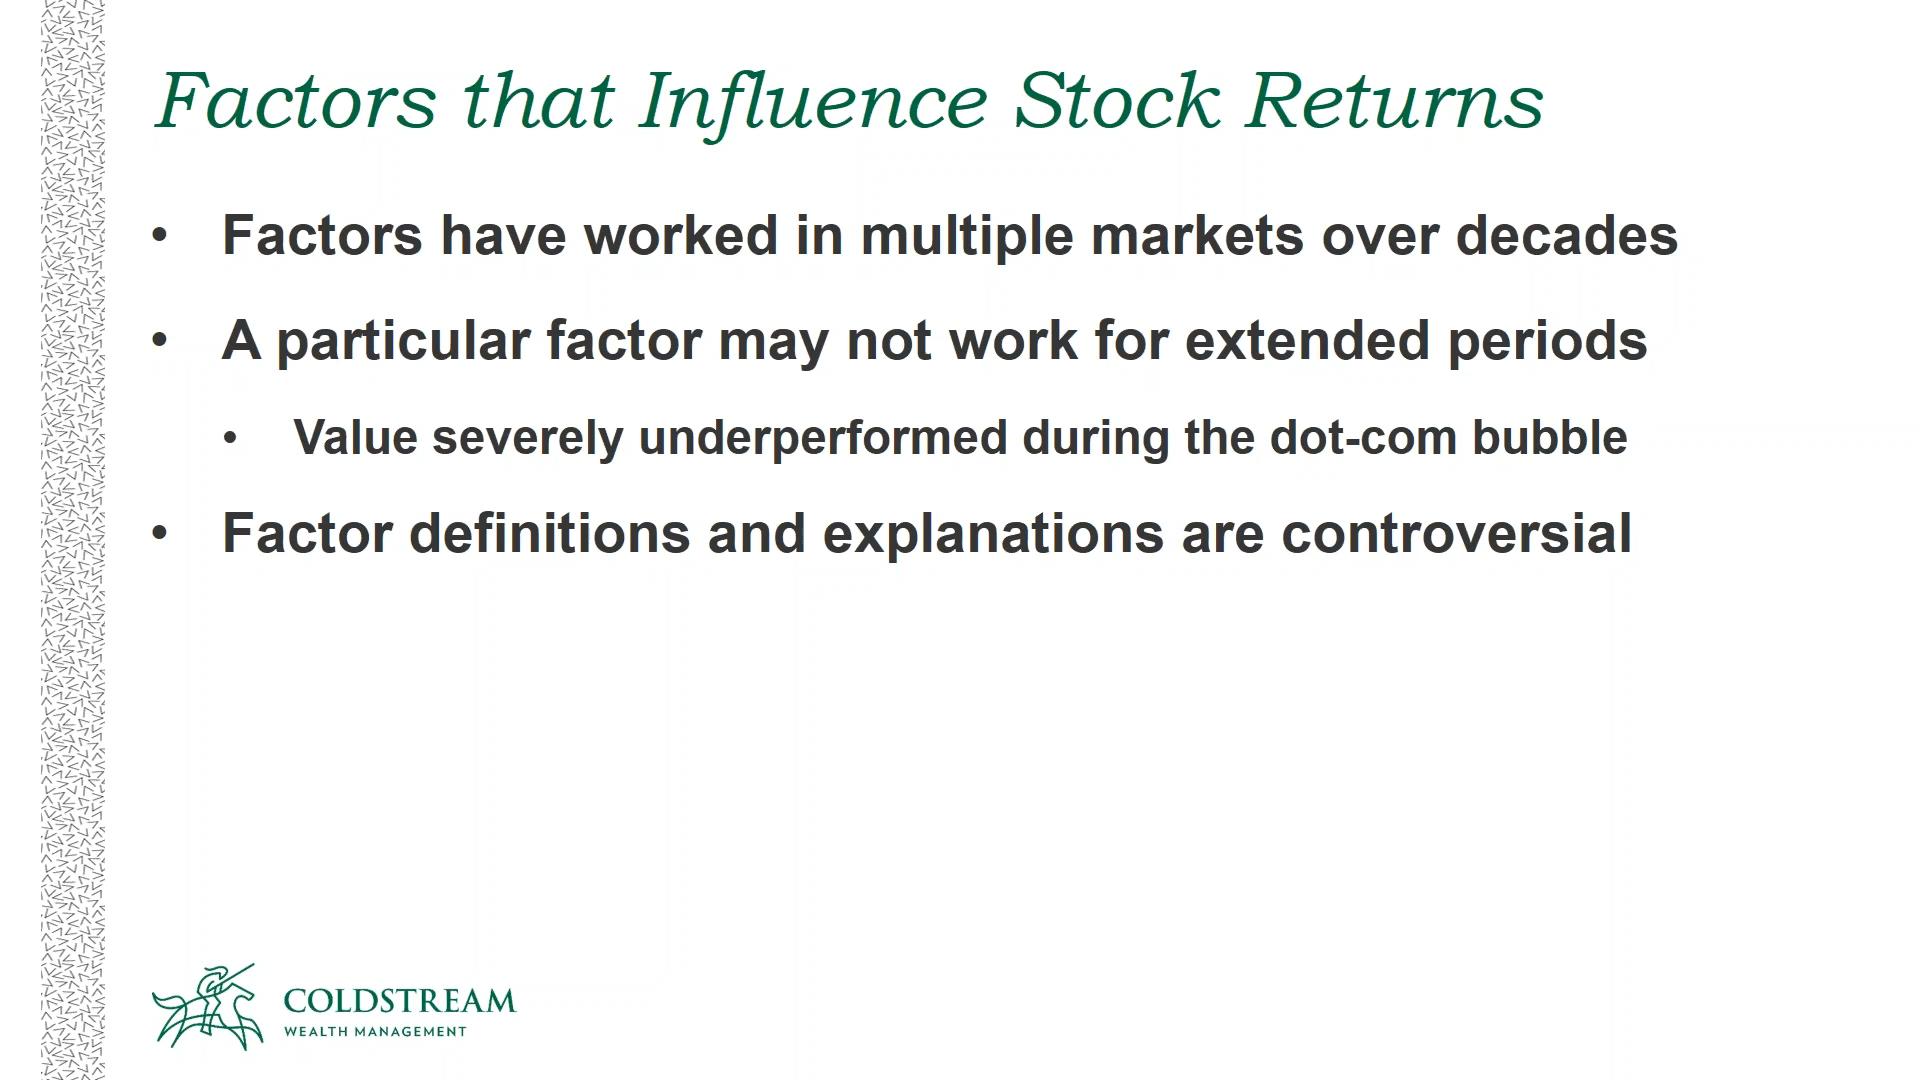 Factors that Influence Stock Returns
• Factors have worked in multiple markets over decades
• A particular factor may not work for extended periods
• Value severely underperformed during the dot-com bubble
• Factor definitions and explanations are controversial
COLDSTREAM
WEALTH MANAGEMENT